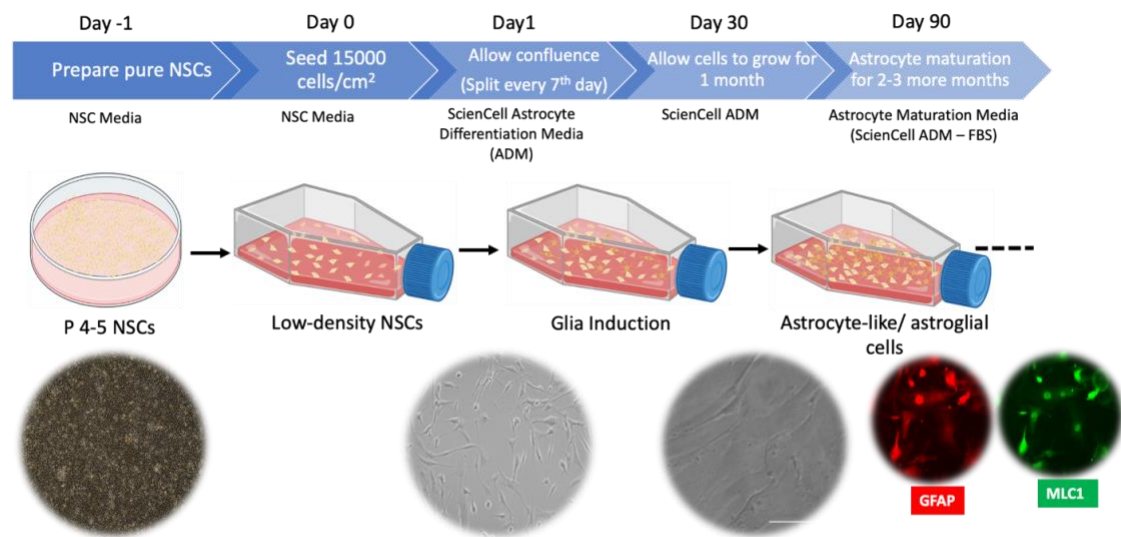 Day -1
Day 0
Day1
Day 30
Day 90
Prepare pure NSCs
Seed 15000
cells/cm²
Allow confluence
(Split every 7th day)
Allow cells to grow for
1 month
Astrocyte maturation
for 2-3 more months
NSC Media
NSC Media
ScienCell Astrocyte
Differentiation Media
(ADM)
ScienCell ADM
Astrocyte Maturation Media
(ScienCell ADM – FBS)
P 4-5 NSCs
Low-density NSCs
Glia Induction
Astrocyte-like/ astroglial
cells
GFAP
MLC1